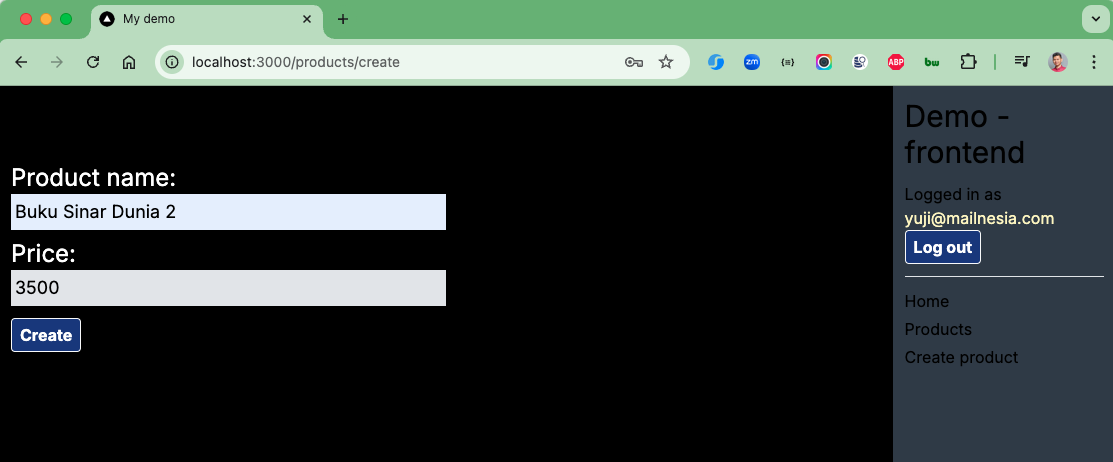 My demo
localhost:3000/products/create
zm
ABP
bw
Product name:
Buku Sinar Dunia 2
Price:
3500
Create
Demo -
frontend
Logged in as
yuji@mailnesia.com
Log out
Home
Products
Create product